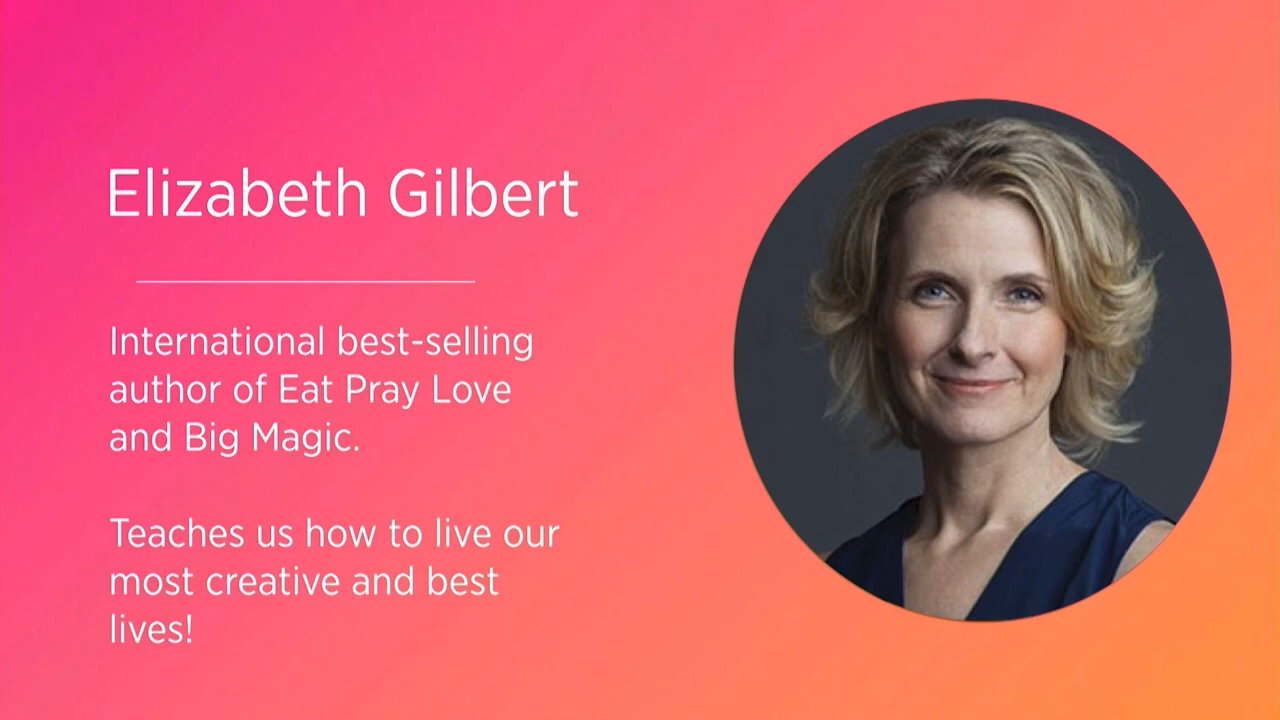 Elizabeth Gilbert
International best-selling
author of Eat Pray Love
and Big Magic.
Teaches us how to live our
most creative and best
lives!